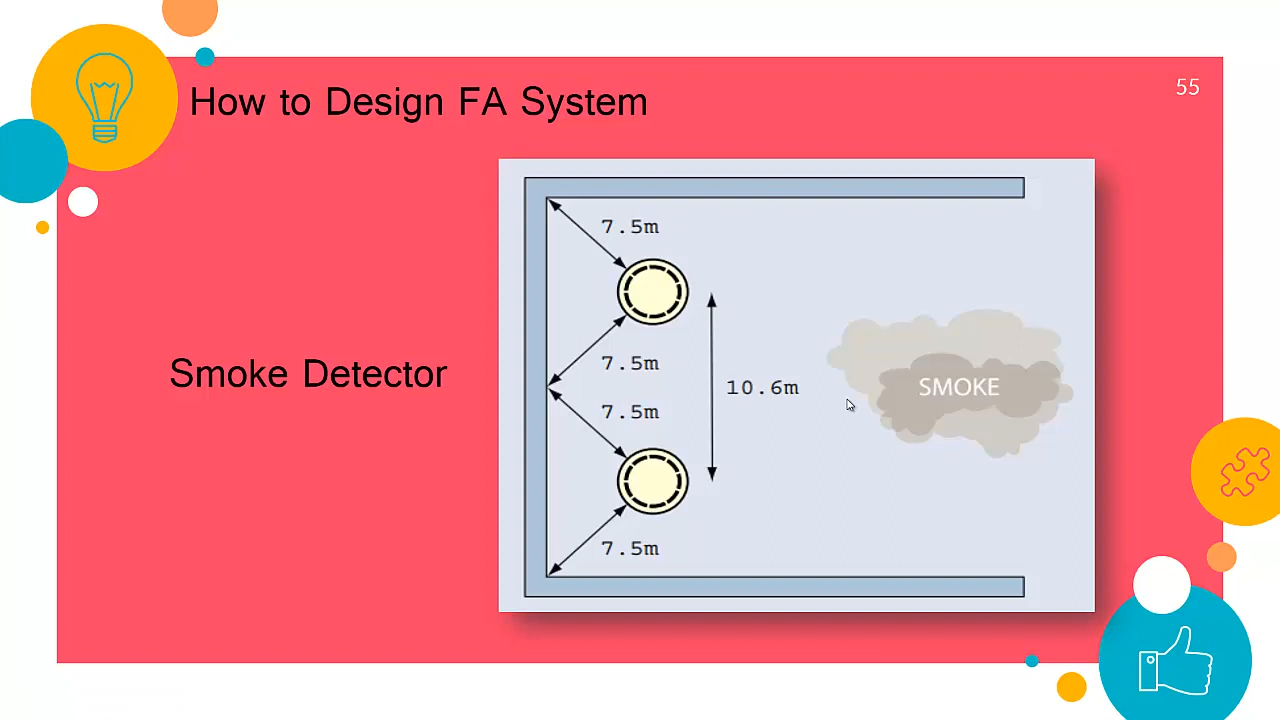 How to Design FA System
55
Smoke Detector
7.5m
7.5m
10.6m
7.5m
7.5m
SMOKE